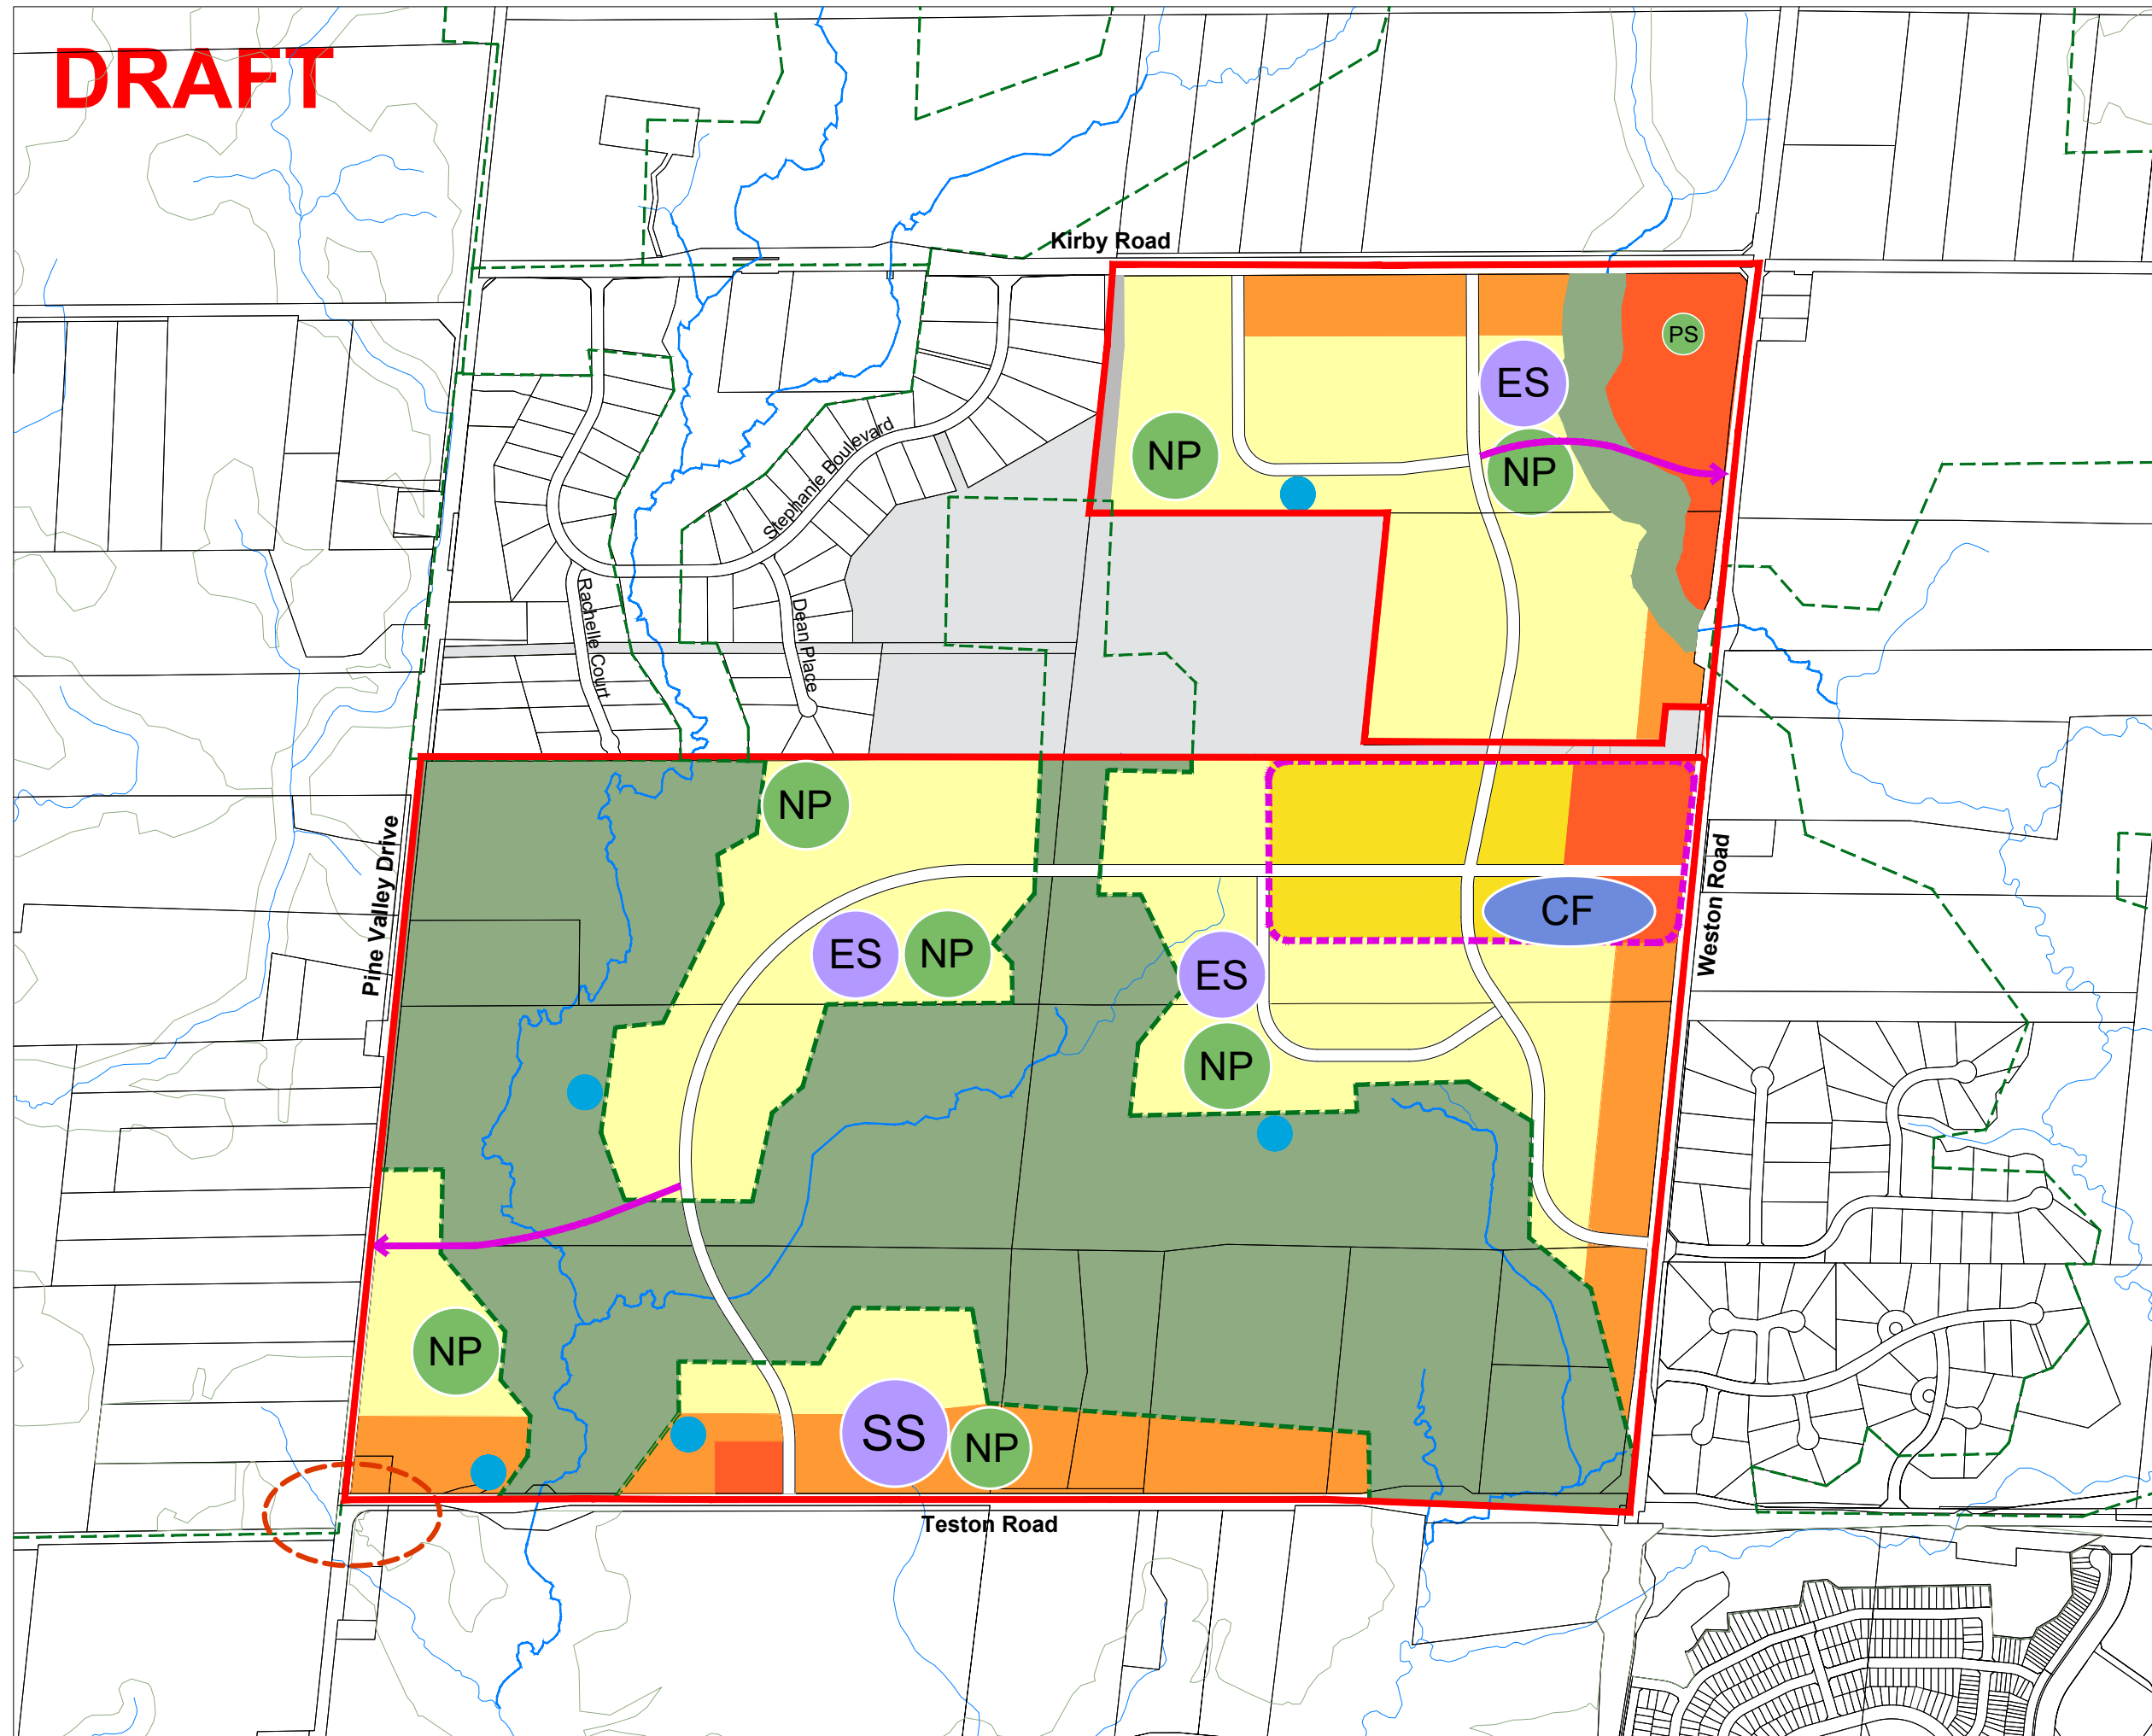 DRAFT
Kirby Road
PS
ES
NP
NP
Stephanie Boulevard
Rachelle Court
Dean Place
NP
Pine Valley Drive
Weston Road
CF
ES
NP
ES
NP
NP
SS
NP
Teston Road